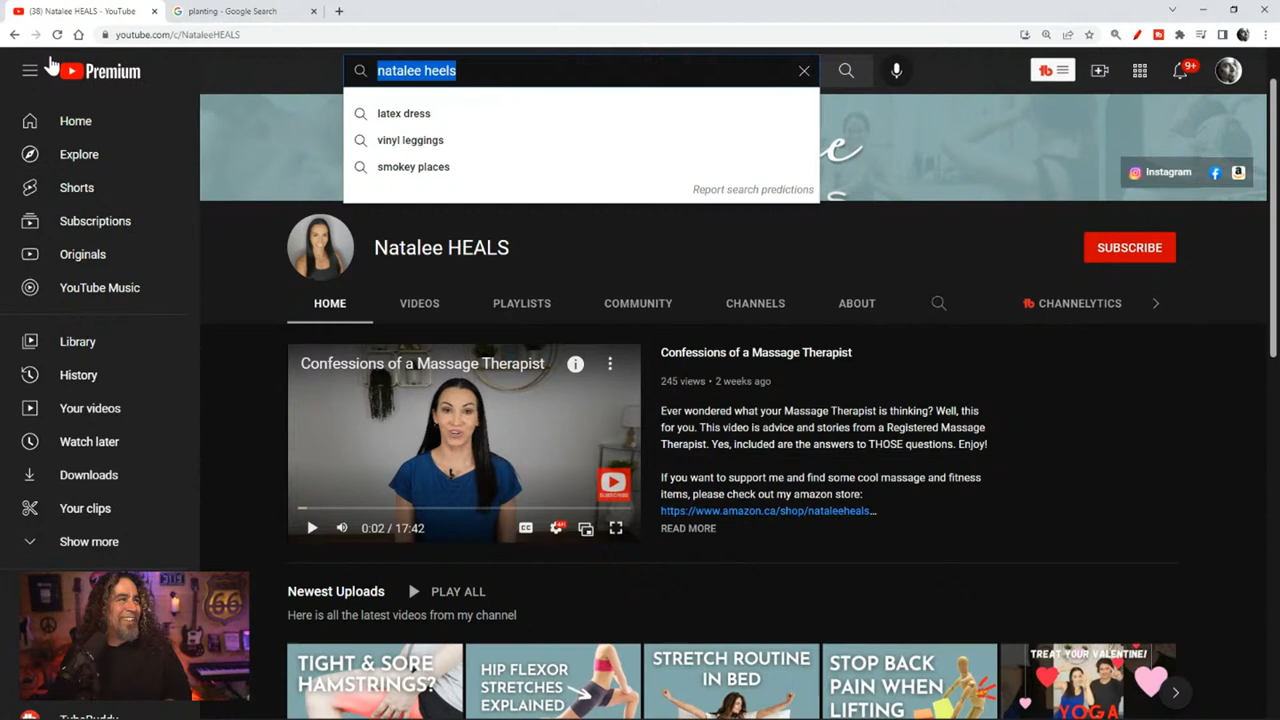 (38) Natalee HEALS - YouTube
planting - Google Search
youtube.com/c/NataleeHEALS
Premium
natalee heels
latex dress
vinyl leggings
smokey places
Report search predictions
9+
Instagram
Home
Explore
Shorts
Subscriptions
Originals
YouTube Music
Library
History
Your videos
Watch later
Downloads
Your clips
Show more
Natalee HEALS
SUBSCRIBE
HOME
VIDEOS
PLAYLISTS
COMMUNITY
CHANNELS
ABOUT
CHANNELYTICS
Confessions of a Massage Therapist
SUBSCRIBE
0:02 / 17:42
CC
Confessions of a Massage Therapist
245 views • 2 weeks ago
Ever wondered what your Massage Therapist is thinking? Well, this
for you. This video is advice and stories from a Registered Massage
Therapist. Yes, included are the answers to THOSE questions. Enjoy!
If you want to support me and find some cool massage and fitness
items, please check out my amazon store:
https://www.amazon.ca/shop/nataleeheals...
READ MORE
Newest Uploads
PLAY ALL
Here is all the latest videos from my channel
TIGHT & SORE
HAMSTRINGS?
HIP FLEXOR
STRETCHES
EXPLAINED
STRETCH ROUTINE
IN BED
STOP BACK
PAIN WHEN
LIFTING
TREAT YOUR VALENTINE!
YOGA
66
TubeBuddy